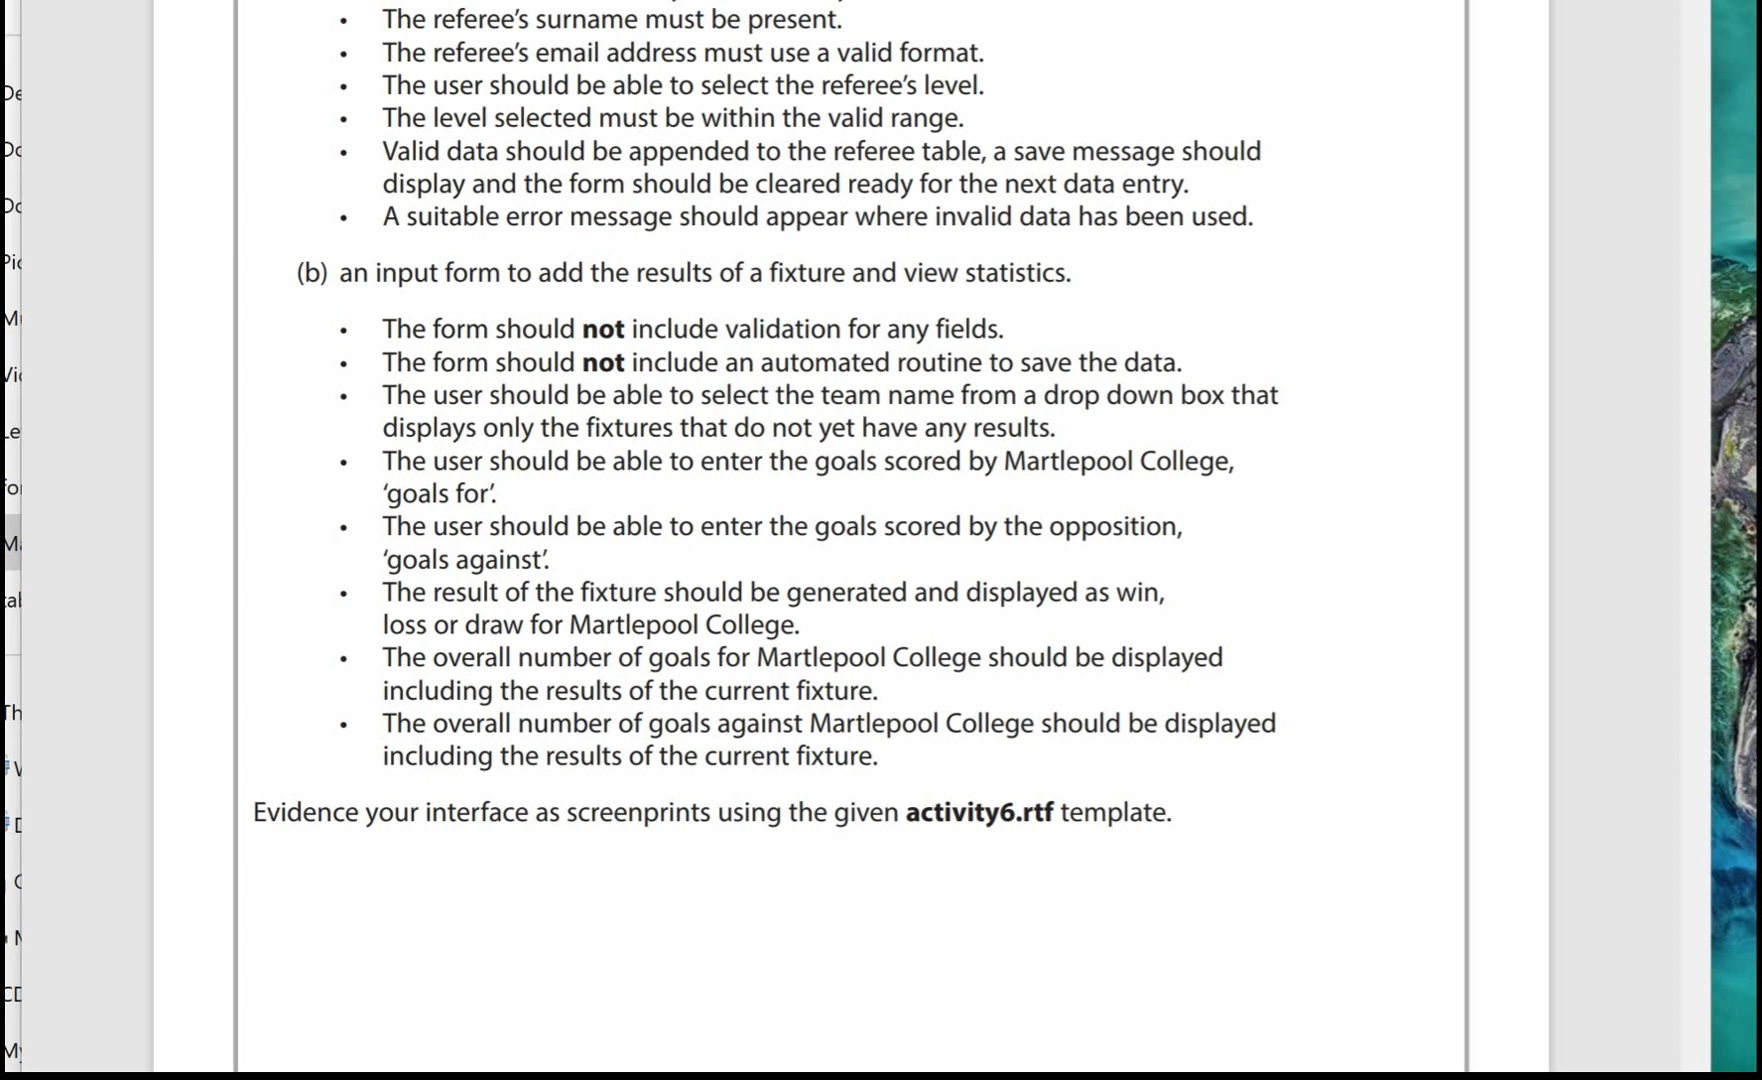 • The referee’s surname must be present.
• The referee’s email address must use a valid format.
• The user should be able to select the referee’s level.
• The level selected must be within the valid range.
• Valid data should be appended to the referee table, a save message should
display and the form should be cleared ready for the next data entry.
• A suitable error message should appear where invalid data has been used.
(b) an input form to add the results of a fixture and view statistics.
• The form should not include validation for any fields.
• The form should not include an automated routine to save the data.
• The user should be able to select the team name from a drop down box that
displays only the fixtures that do not yet have any results.
• The user should be able to enter the goals scored by Martlepool College,
‘goals for’.
• The user should be able to enter the goals scored by the opposition,
‘goals against’.
• The result of the fixture should be generated and displayed as win,
loss or draw for Martlepool College.
• The overall number of goals for Martlepool College should be displayed
including the results of the current fixture.
• The overall number of goals against Martlepool College should be displayed
including the results of the current fixture.
Evidence your interface as screenprints using the given activity6.rtf template.